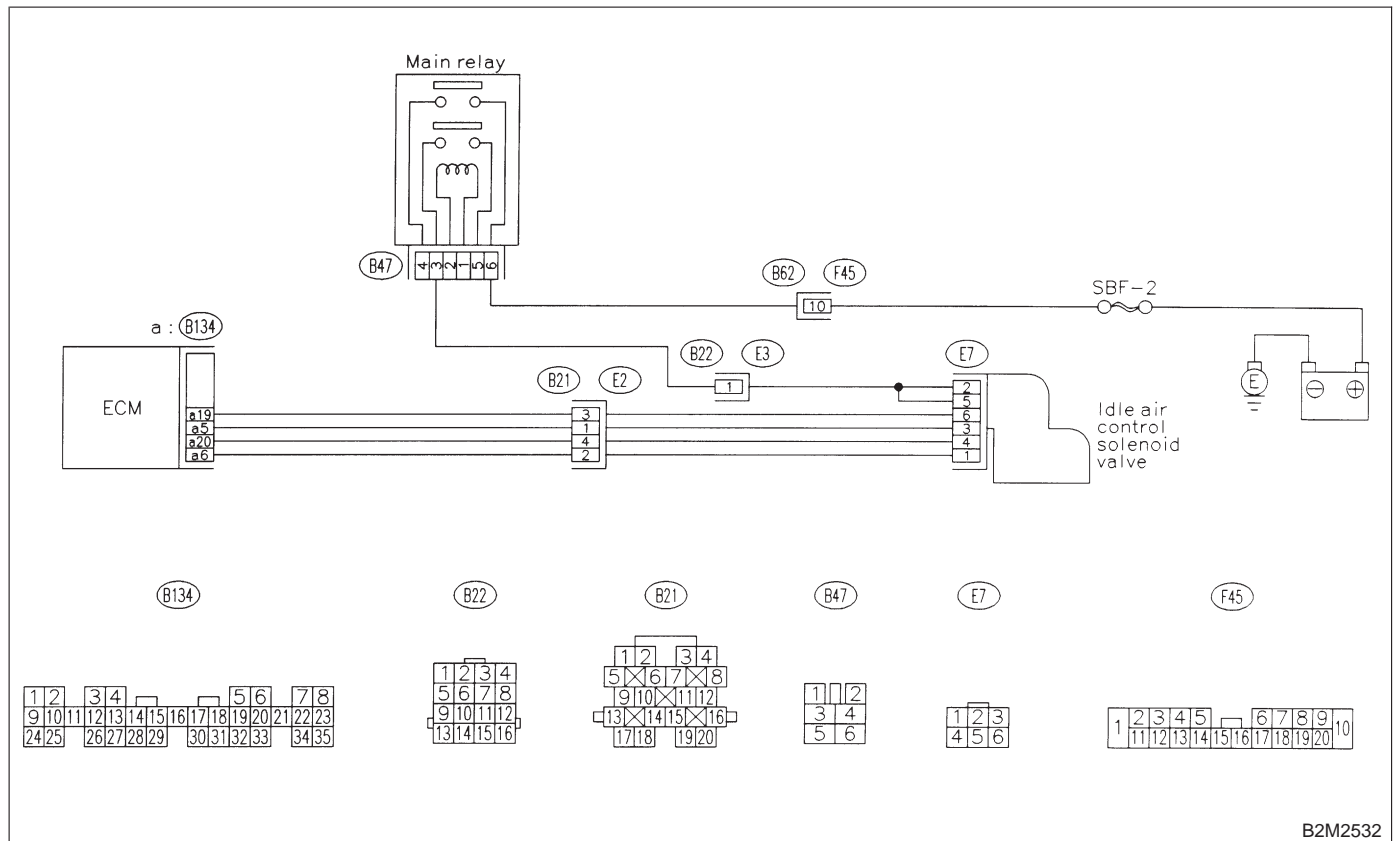 Main relay
B47
4 3 2 1 5 6
B62 F45
10
SBF-2
a : B134
B22 E3
1
E7
B21 E2
ECM
a19
a5
a20
a6
3
1
4
2
2
5
6
3
4
1
E
⊖ ⊕
Idle air
control
solenoid
valve
B134
B22
B21
B47
E7
F45
1 2 3 4 5 6 7 8
9 10 11 12 13 14 15 16 17 18 19 20 21 22 23
24 25 26 27 28 29 30 31 32 33 34 35
1 2 3 4
5 6 7 8
9 10 11 12
13 14 15 16
1 2 3 4
5 6 7 8
9 10 11 12
13 14 15 16
17 18 19 20
1 2
3 4
5 6
1 2 3
4 5 6
1 2 3 4 5 6 7 8 9 10
11 12 13 14 15 16 17 18 19 20
B2M2532